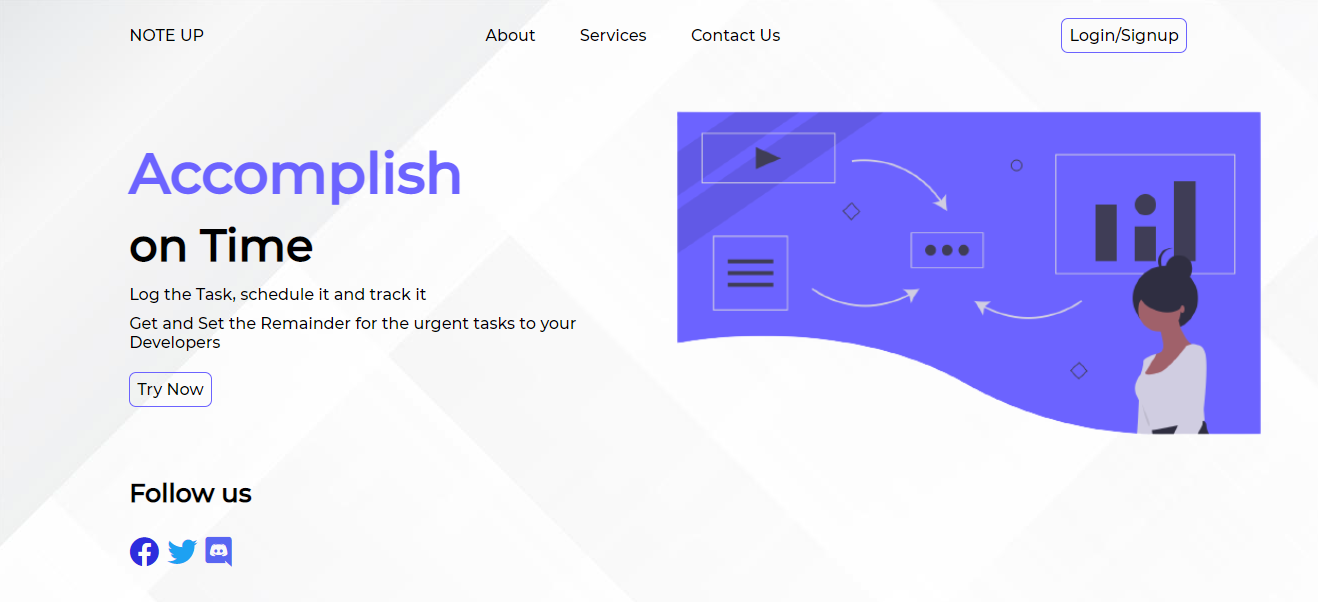 NOTE UP
About
Services
Contact Us
Login/Signup
Accomplish
on Time
Log the Task, schedule it and track it
Get and Set the Remainder for the urgent tasks to your
Developers
Try Now
Follow us